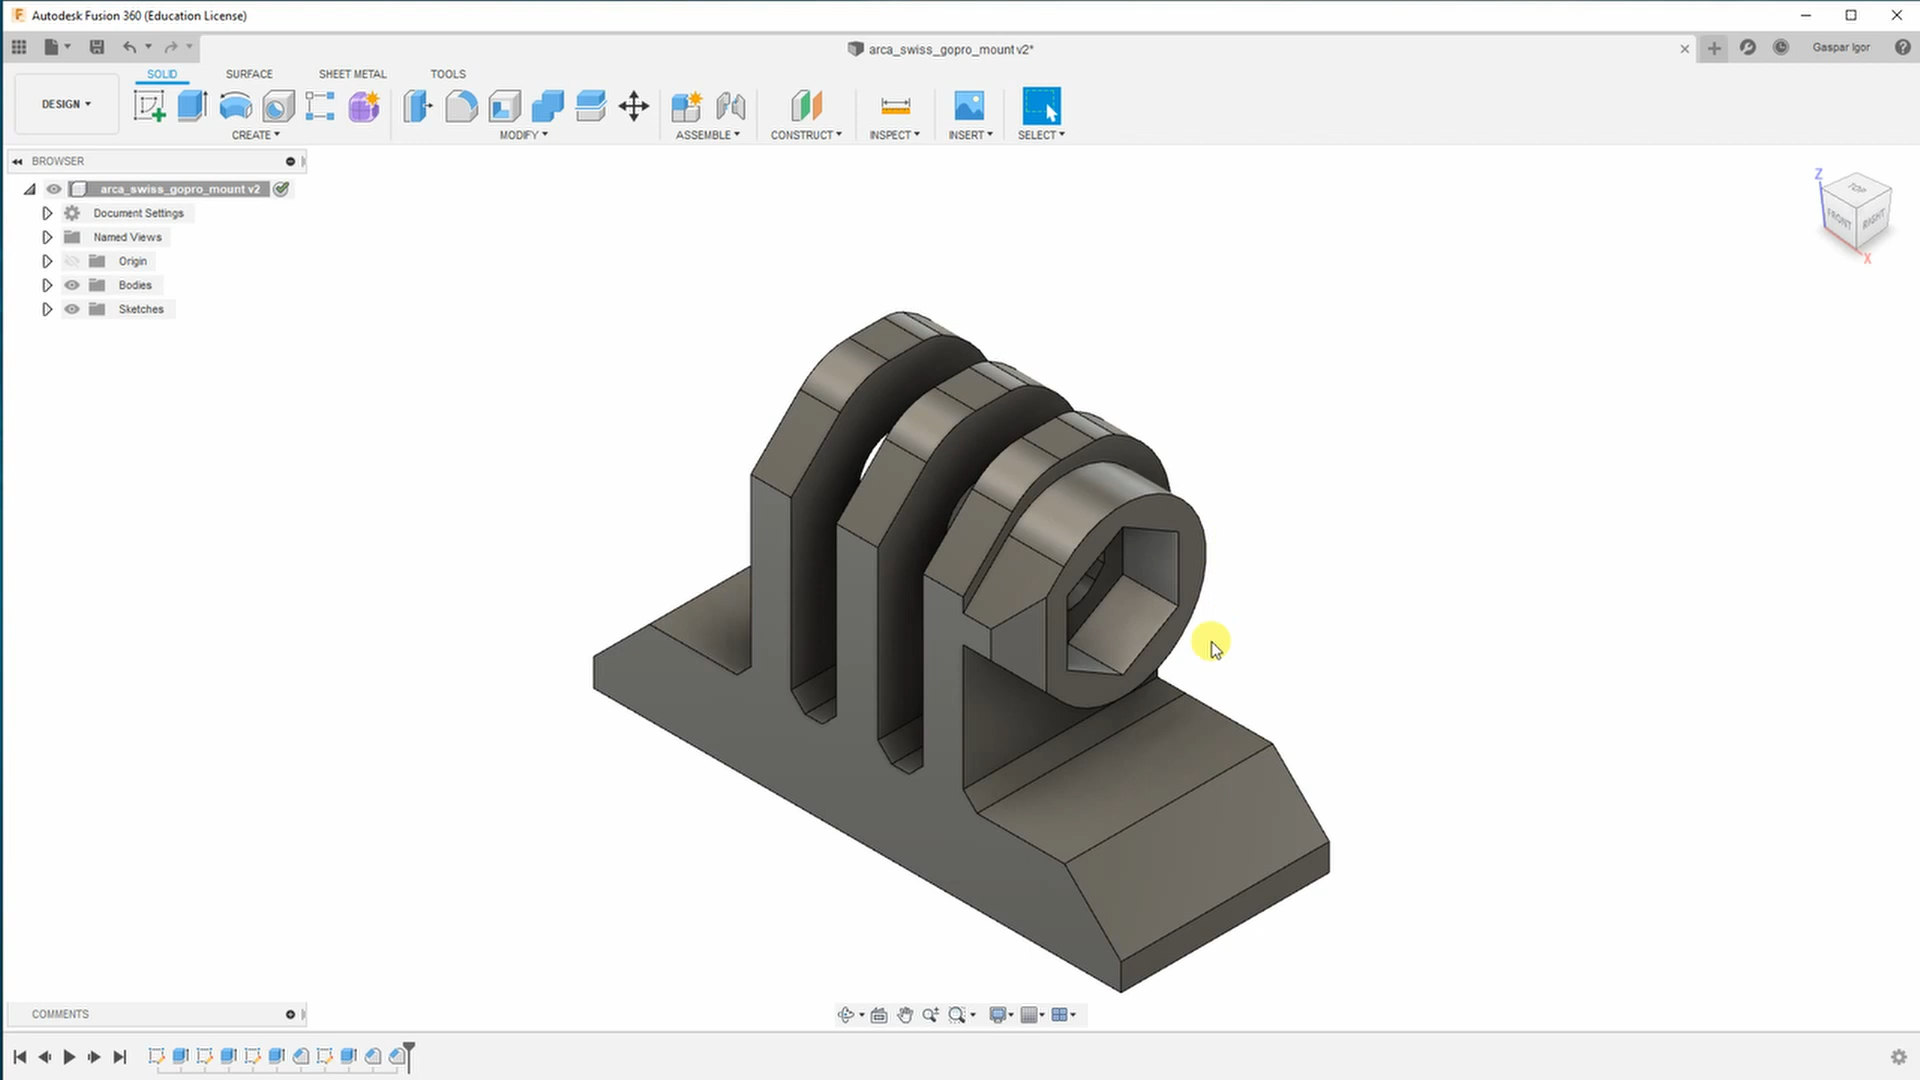 Autodesk Fusion 360 (Education License)
arca_swiss_gopro_mount v2*
Gaspar Igor
DESIGN
SOLID
SURFACE
SHEET METAL
TOOLS
CREATE
MODIFY
ASSEMBLE
CONSTRUCT
INSPECT
INSERT
SELECT
BROWSER
arca_swiss_gopro_mount v2
Document Settings
Named Views
Origin
Bodies
Sketches
Z
TOP
FRONT
RIGHT
X
COMMENTS